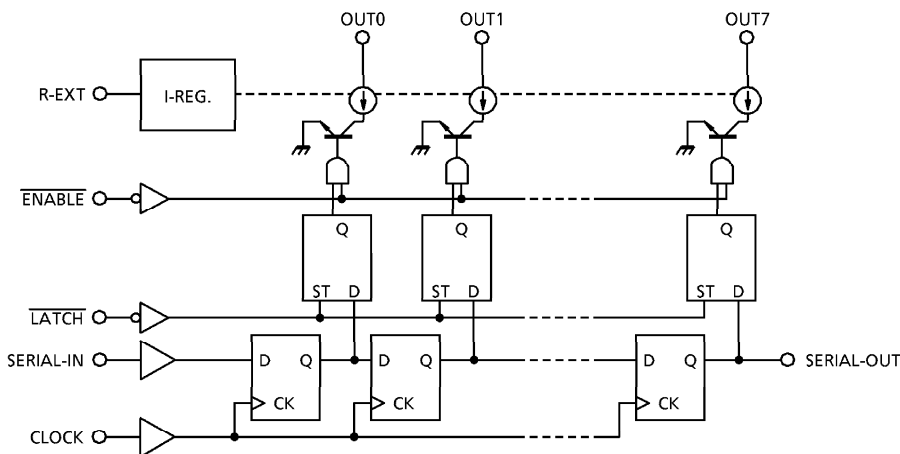 OUT0 OUT1 OUT7
R-EXT I-REG.
ENABLE
Q Q Q
ST D ST D ST D
LATCH
SERIAL-IN D Q D Q D Q SERIAL-OUT
CK CK CK
CLOCK